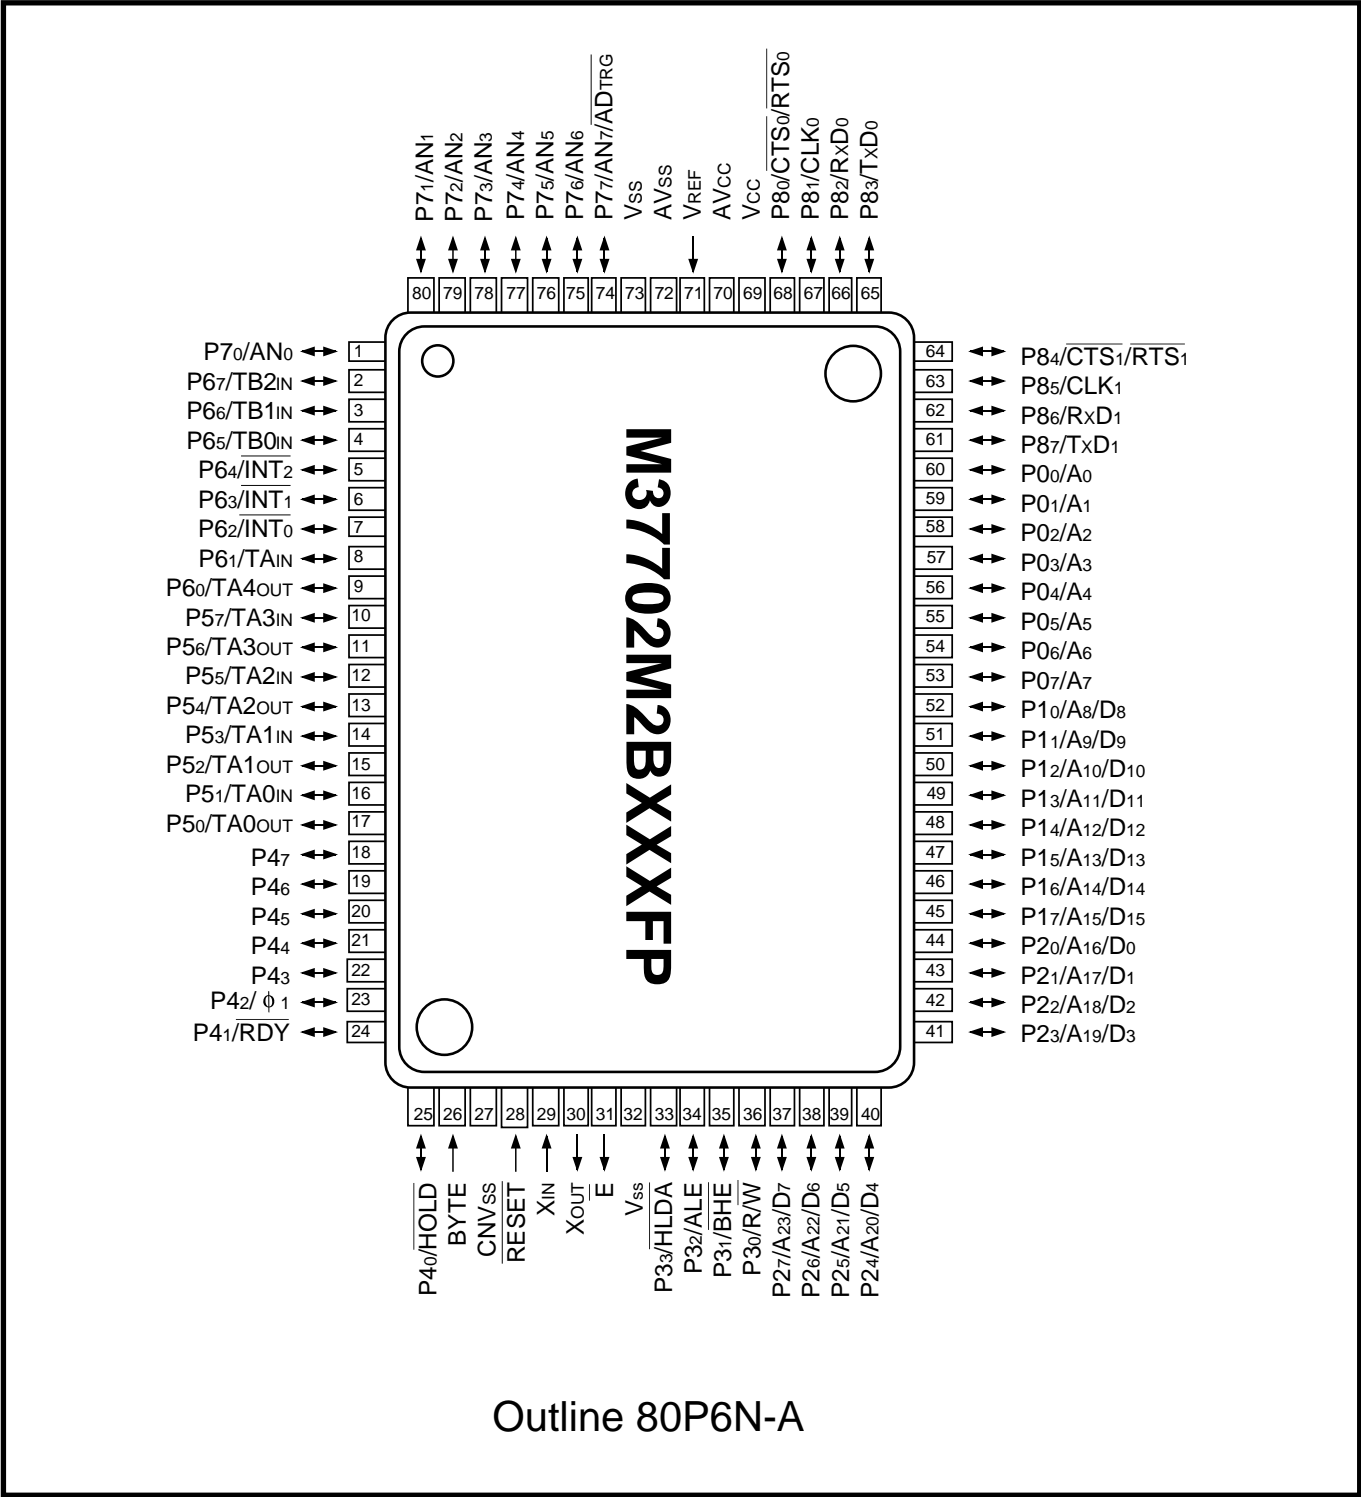 P71/AN1
P72/AN2
P73/AN3
P74/AN4
P75/AN5
P76/AN6
P77/AN7/ADTRG
VSS
AVSS
VREF
AVCC
VCC
P80/CTS0/RTS0
P81/CLK0
P82/RXD0
P83/TXD0
80 79 78 77 76 75 74 73 72 71 70 69 68 67 66 65
P70/AN0 1
P67/TB2IN 2
P66/TB1IN 3
P65/TB0IN 4
P64/INT2 5
P63/INT1 6
P62/INT0 7
P61/TAIN 8
P60/TA4OUT 9
P57/TA3IN 10
P56/TA3OUT 11
P55/TA2IN 12
P54/TA2OUT 13
P53/TA1IN 14
P52/TA1OUT 15
P51/TA0IN 16
P50/TA0OUT 17
P47 18
P46 19
P45 20
P44 21
P43 22
P42/ ϕ 1 23
P41/RDY 24
M37702M2BXXXFP
64 P84/CTS1/RTS1
63 P85/CLK1
62 P86/RXD1
61 P87/TXD1
60 P00/A0
59 P01/A1
58 P02/A2
57 P03/A3
56 P04/A4
55 P05/A5
54 P06/A6
53 P07/A7
52 P10/A8/D8
51 P11/A9/D9
50 P12/A10/D10
49 P13/A11/D11
48 P14/A12/D12
47 P15/A13/D13
46 P16/A14/D14
45 P17/A15/D15
44 P20/A16/D0
43 P21/A17/D1
42 P22/A18/D2
41 P23/A19/D3
25 26 27 28 29 30 31 32 33 34 35 36 37 38 39 40
P40/HOLD
BYTE
CNVSS
RESET
XIN
XOUT
E
Vss
P33/HLDA
P32/ALE
P31/BHE
P30/R/W
P27/A23/D7
P26/A22/D6
P25/A21/D5
P24/A20/D4
Outline 80P6N-A